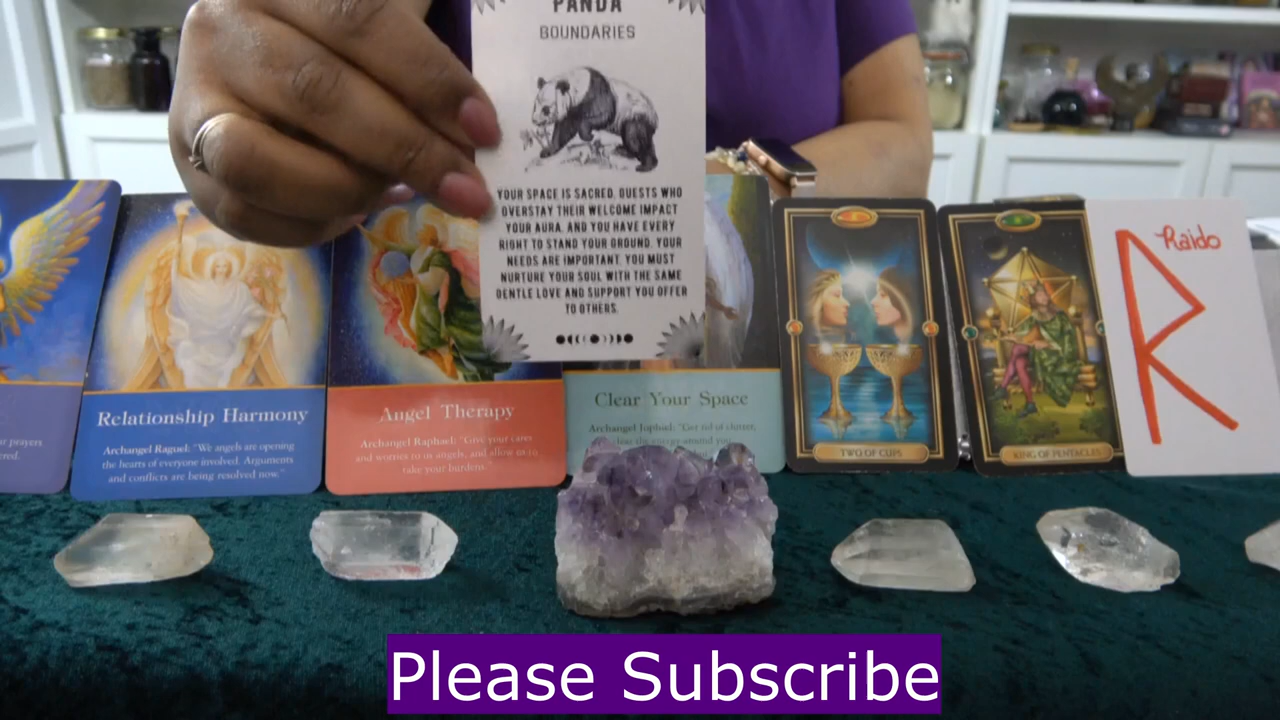 PANDA
BOUNDARIES
YOUR SPACE IS SACRED. GUESTS WHO
OVERSTAY THEIR WELCOME IMPACT
YOUR AURA, AND YOU HAVE EVERY
RIGHT TO STAND YOUR GROUND. YOUR
NEEDS ARE IMPORTANT. YOU MUST
NURTURE YOUR SOUL WITH THE SAME
GENTLE LOVE AND SUPPORT YOU OFFER
TO OTHERS.
prayers
Relationship Harmony
Archangel Raguel: "We angels are opening
the hearts of everyone involved. Arguments
and conflicts are being resolved now."
Angel Therapy
Archangel Raphael: "Give your cares
and worries to us angels, and allow us to
take your burdens."
Clear Your Space
Archangel Jophiel: "Get rid of clutter,
the energy around you
TWO OF CUPS
KING OF PENTACLES
Raido
Please Subscribe